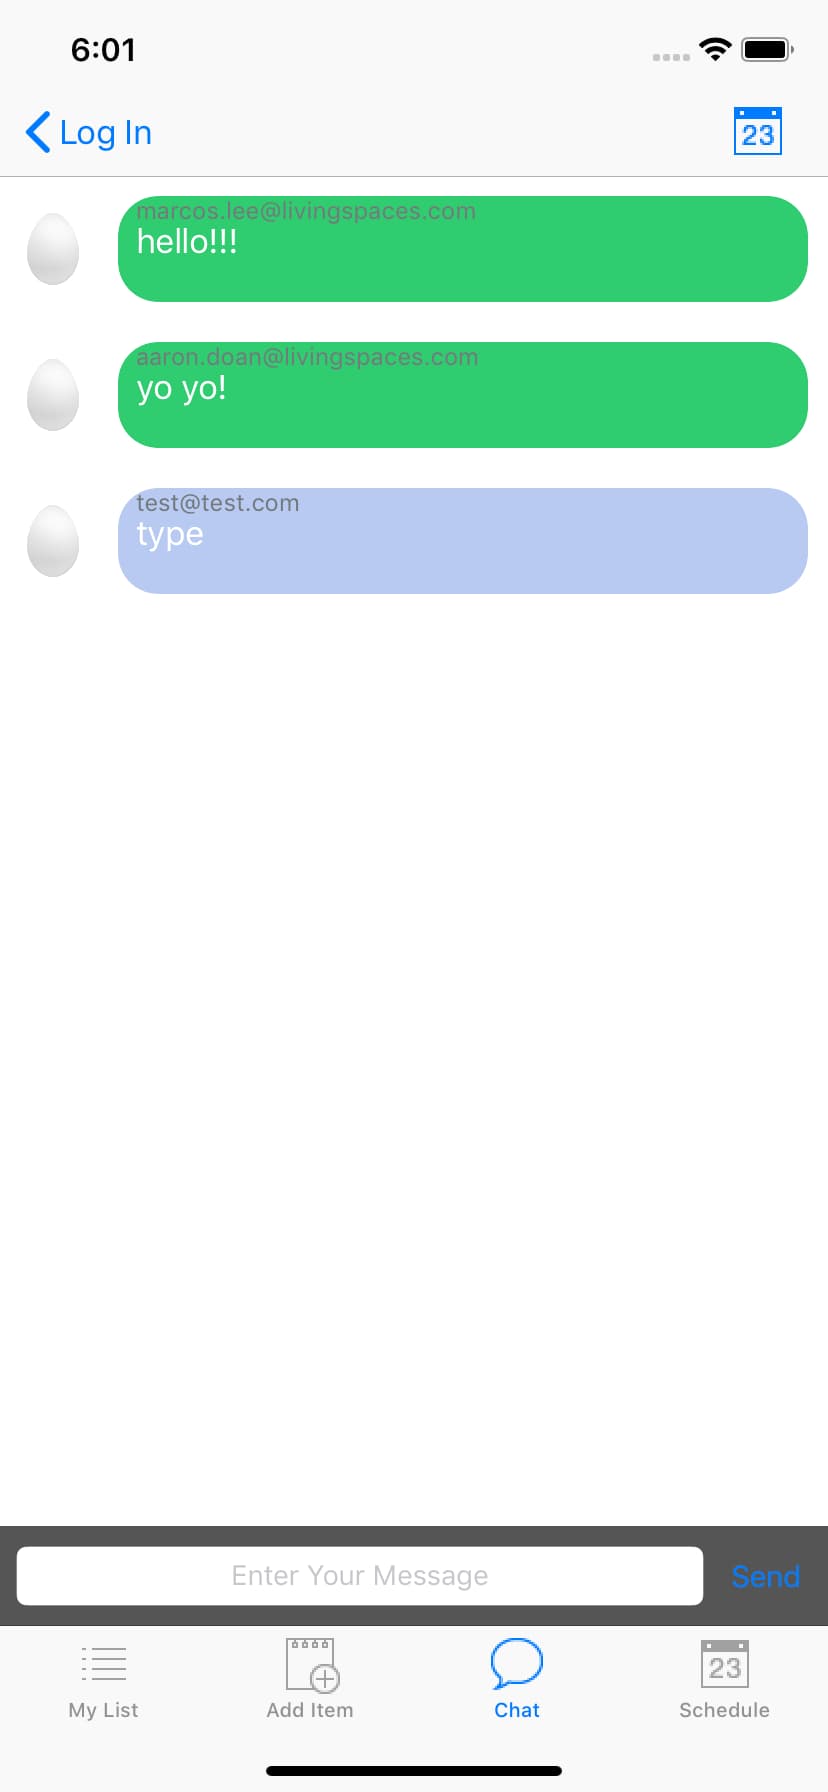 6:01
Log In
23
marcos.lee@livingspaces.com
hello!!!
aaron.doan@livingspaces.com
yo yo!
test@test.com
type
Enter Your Message
Send
23
My List
Add Item
Chat
Schedule